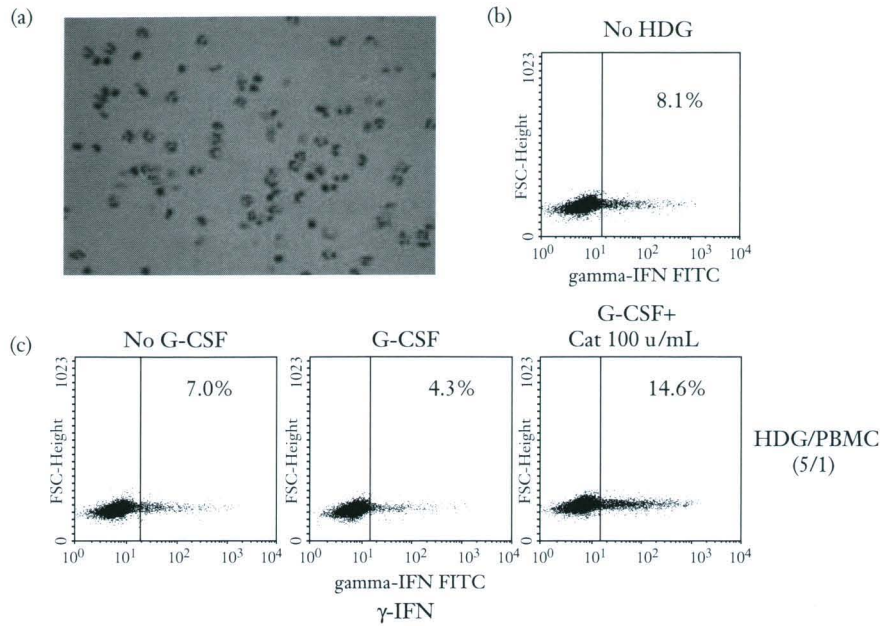 (a)
(b)
No HDG
1023
8.1%
FSC-Height
0
10^0 10^1 10^2 10^3 10^4
gamma-IFN FITC
(c)
No G-CSF
G-CSF
G-CSF+
Cat 100 u/mL
1023
7.0%
1023
4.3%
1023
14.6%
FSC-Height
FSC-Height
FSC-Height
HDG/PBMC
(5/1)
0
0
0
10^0 10^1 10^2 10^3 10^4
10^0 10^1 10^2 10^3 10^4
10^0 10^1 10^2 10^3 10^4
gamma-IFN FITC
γ-IFN